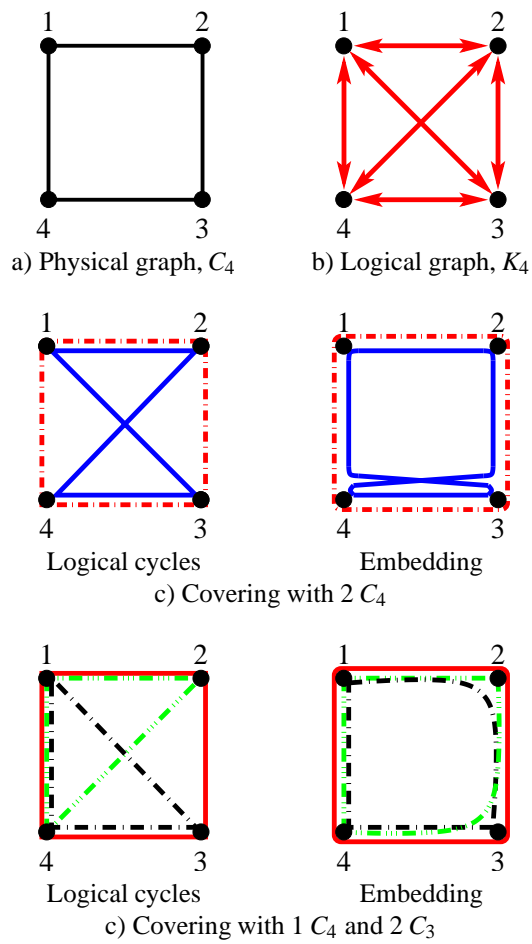 1 2 1 2
4 3 4 3
a) Physical graph, C4 b) Logical graph, K4
1 2 1 2
4 3 4 3
Logical cycles Embedding
c) Covering with 2 C4
1 2 1 2
4 3 4 3
Logical cycles Embedding
c) Covering with 1 C4 and 2 C3